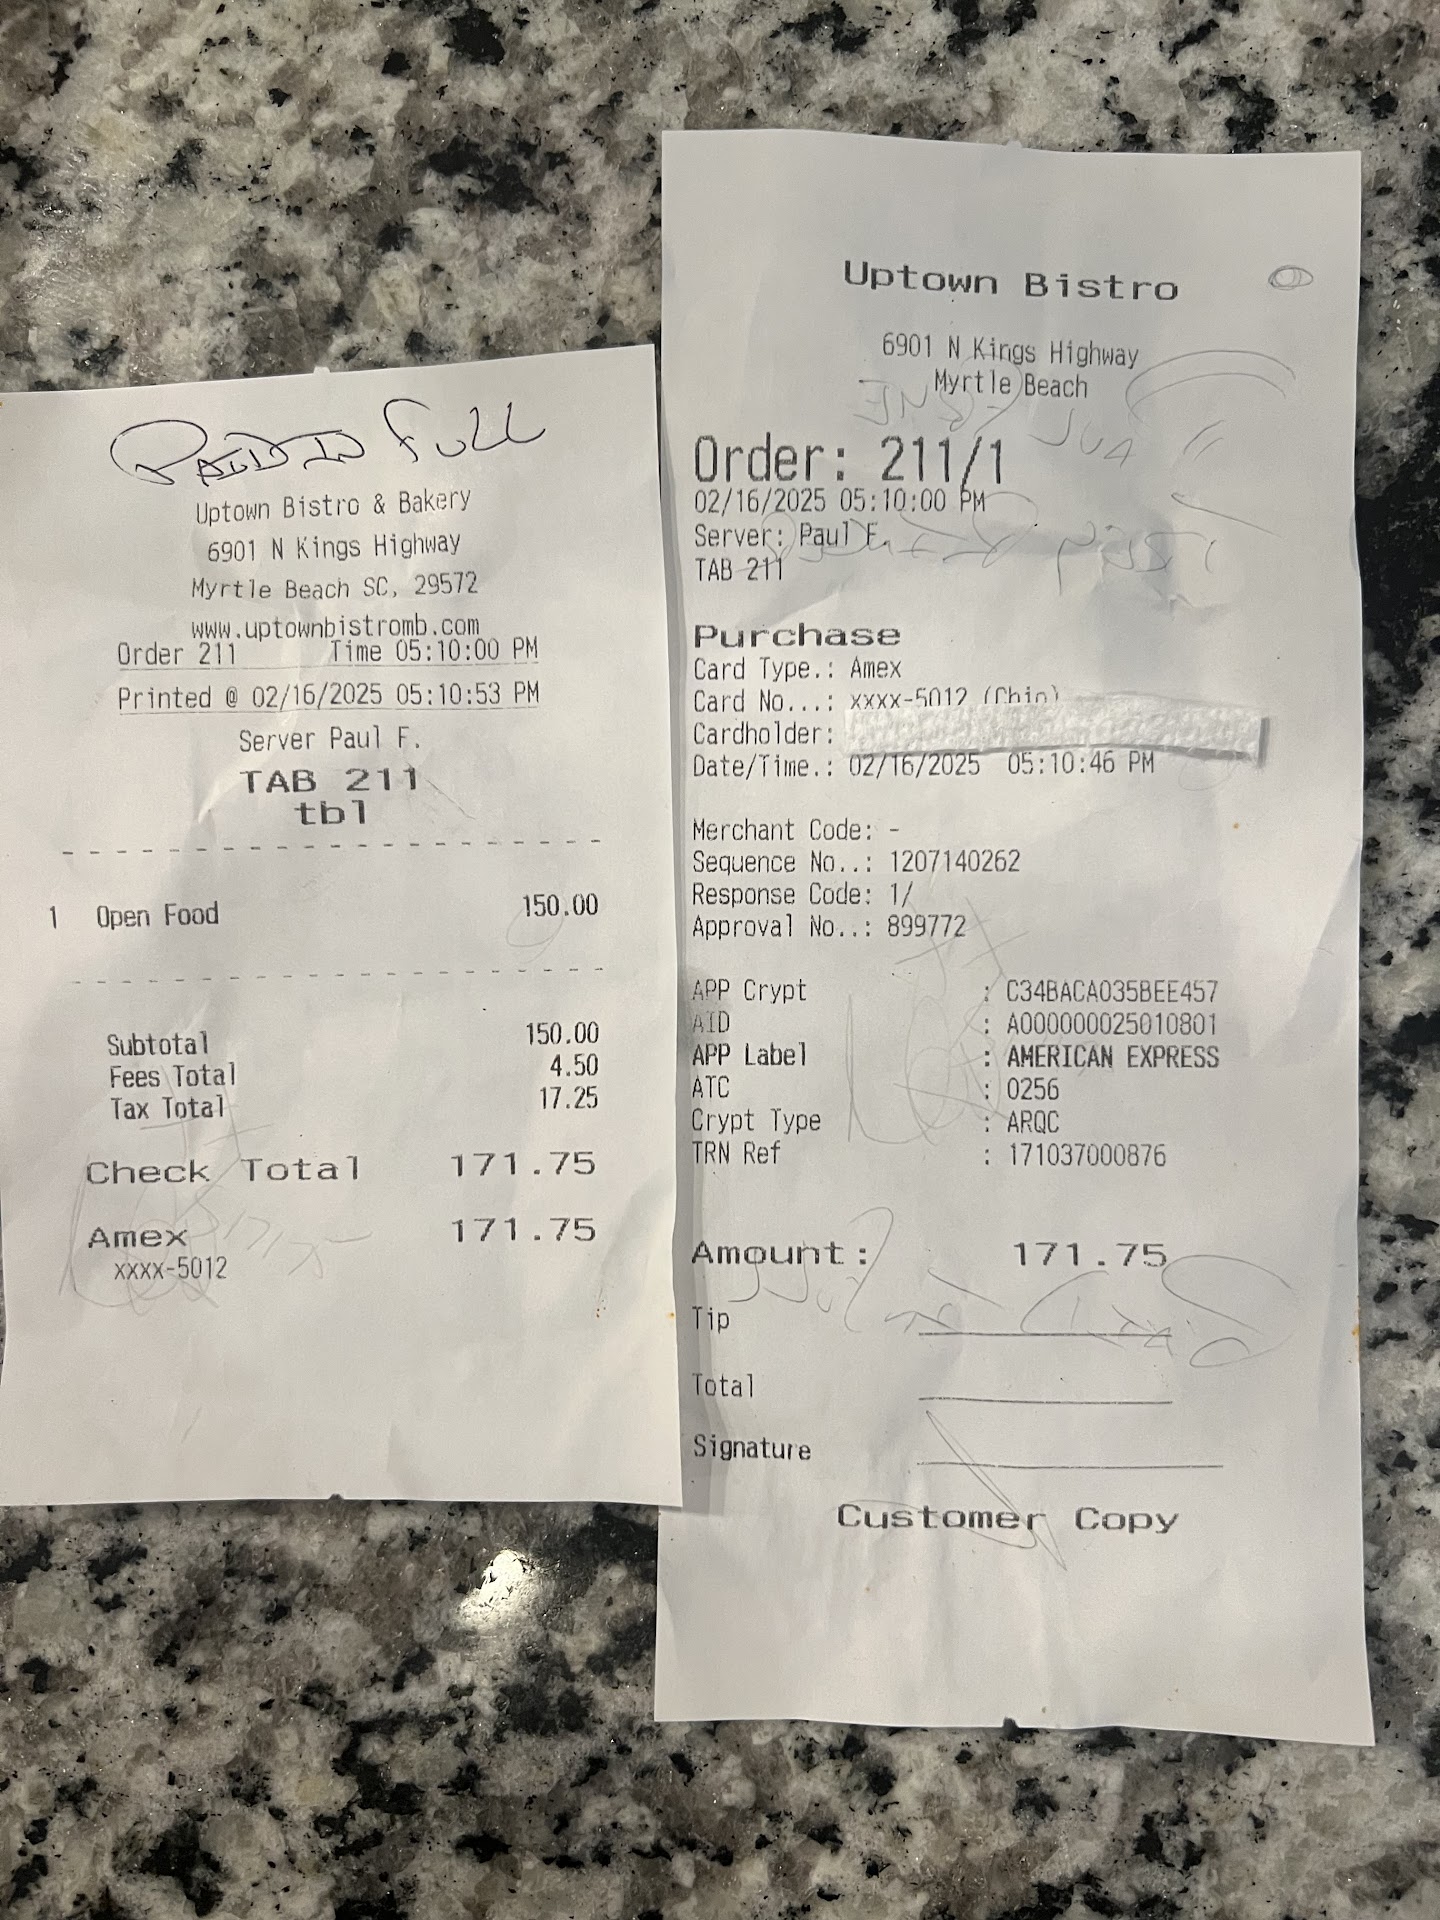 PAID IN FULL
Uptown Bistro & Bakery
6901 N Kings Highway
Myrtle Beach SC, 29572
www.uptownbistromb.com
Order 211 Time 05:10:00 PM
Printed @ 02/16/2025 05:10:53 PM
Server Paul F.
TAB 211
tbl
1 Open Food 150.00
Subtotal 150.00
Fees Total 4.50
Tax Total 17.25
Check Total 171.75
Amex 171.75
xxxx-5012
Uptown Bistro
6901 N Kings Highway
Myrtle Beach
Order: 211/1
02/16/2025 05:10:00 PM
Server: Paul F.
TAB 211
Purchase
Card Type.: Amex
Card No...: xxxx-5012 (Chip)
Cardholder:
Date/Time.: 02/16/2025 05:10:46 PM
Merchant Code: -
Sequence No..: 1207140262
Response Code: 1/
Approval No..: 899772
APP Crypt : C34BACA035BEE457
AID : A000000025010801
APP Label : AMERICAN EXPRESS
ATC : 0256
Crypt Type : ARQC
TRN Ref : 171037000876
Amount: 171.75
Tip
Total
Signature
Customer Copy